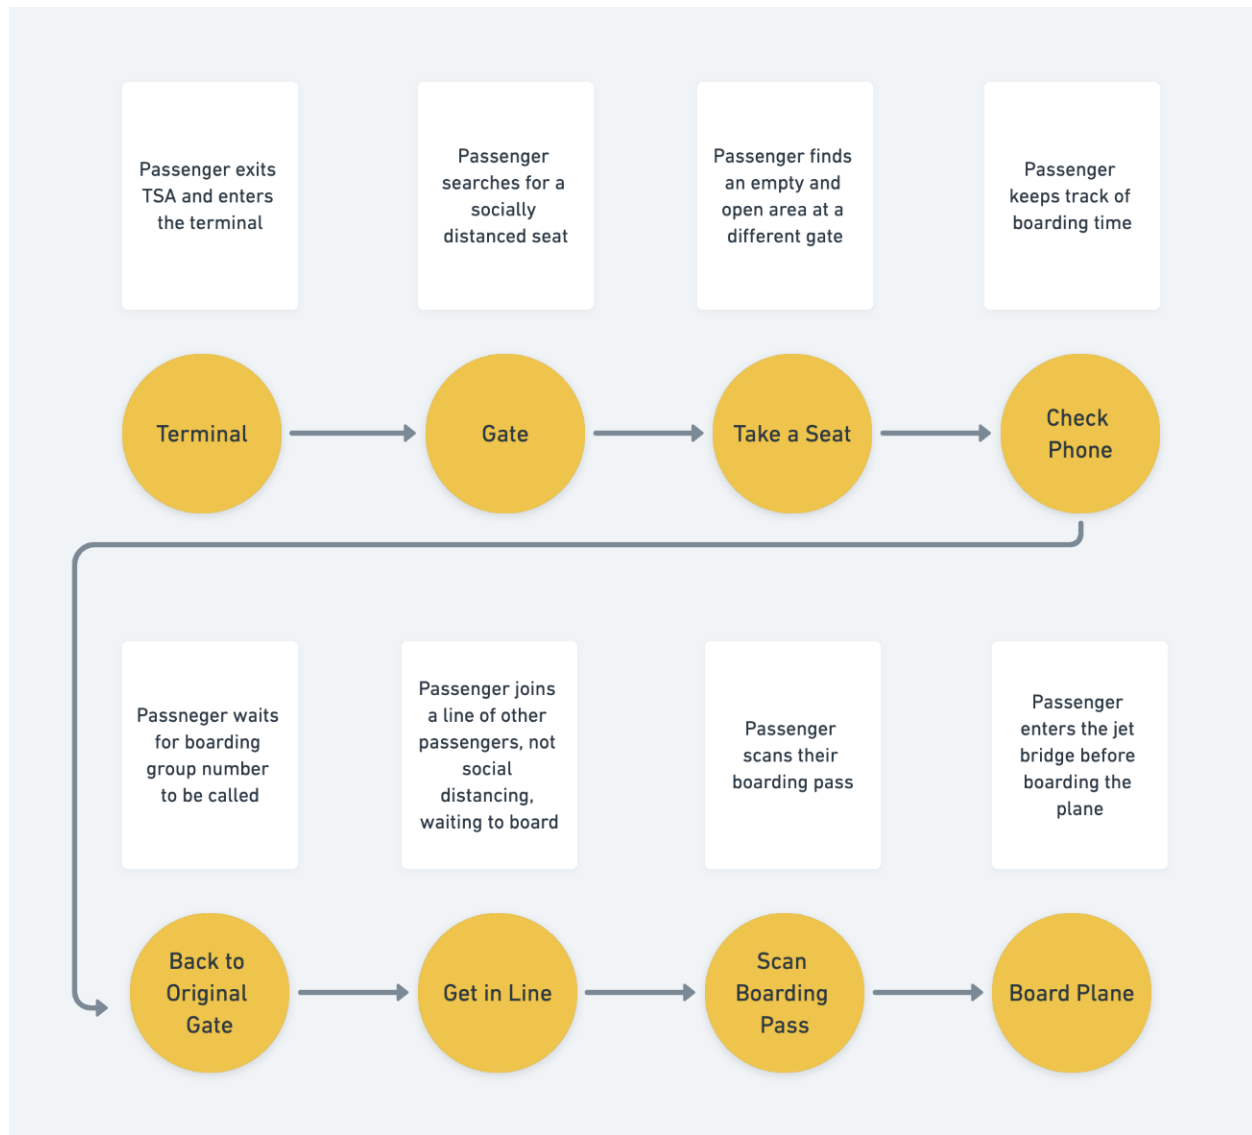 Passenger exits
TSA and enters
the terminal
Passenger
searches for a
socially
distanced seat
Passenger finds
an empty and
open area at a
different gate
Passenger
keeps track of
boarding time
Terminal
Gate
Take a Seat
Check
Phone
Passneger waits
for boarding
group number
to be called
Passenger joins
a line of other
passengers, not
social
distancing,
waiting to board
Passenger
scans their
boarding pass
Passenger
enters the jet
bridge before
boarding the
plane
Back to
Original
Gate
Get in Line
Scan
Boarding
Pass
Board Plane